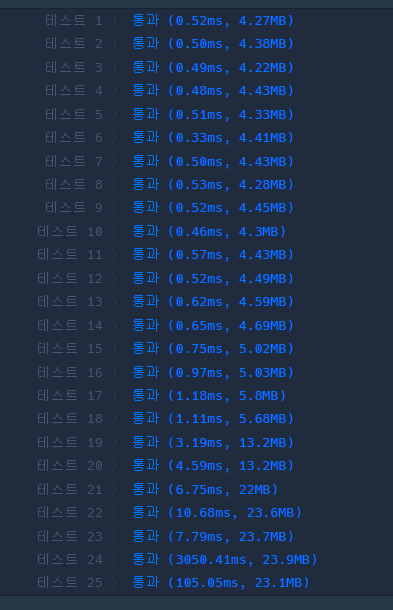 테스트 1 〉 통과 (0.52ms, 4.27MB)
테스트 2 〉 통과 (0.50ms, 4.38MB)
테스트 3 〉 통과 (0.49ms, 4.22MB)
테스트 4 〉 통과 (0.48ms, 4.43MB)
테스트 5 〉 통과 (0.51ms, 4.33MB)
테스트 6 〉 통과 (0.33ms, 4.41MB)
테스트 7 〉 통과 (0.50ms, 4.43MB)
테스트 8 〉 통과 (0.53ms, 4.28MB)
테스트 9 〉 통과 (0.52ms, 4.45MB)
테스트 10 〉 통과 (0.46ms, 4.3MB)
테스트 11 〉 통과 (0.57ms, 4.43MB)
테스트 12 〉 통과 (0.52ms, 4.49MB)
테스트 13 〉 통과 (0.62ms, 4.59MB)
테스트 14 〉 통과 (0.65ms, 4.69MB)
테스트 15 〉 통과 (0.75ms, 5.02MB)
테스트 16 〉 통과 (0.97ms, 5.03MB)
테스트 17 〉 통과 (1.18ms, 5.8MB)
테스트 18 〉 통과 (1.11ms, 5.68MB)
테스트 19 〉 통과 (3.19ms, 13.2MB)
테스트 20 〉 통과 (4.59ms, 13.2MB)
테스트 21 〉 통과 (6.75ms, 22MB)
테스트 22 〉 통과 (10.68ms, 23.6MB)
테스트 23 〉 통과 (7.79ms, 23.7MB)
테스트 24 〉 통과 (3050.41ms, 23.9MB)
테스트 25 〉 통과 (105.05ms, 23.1MB)